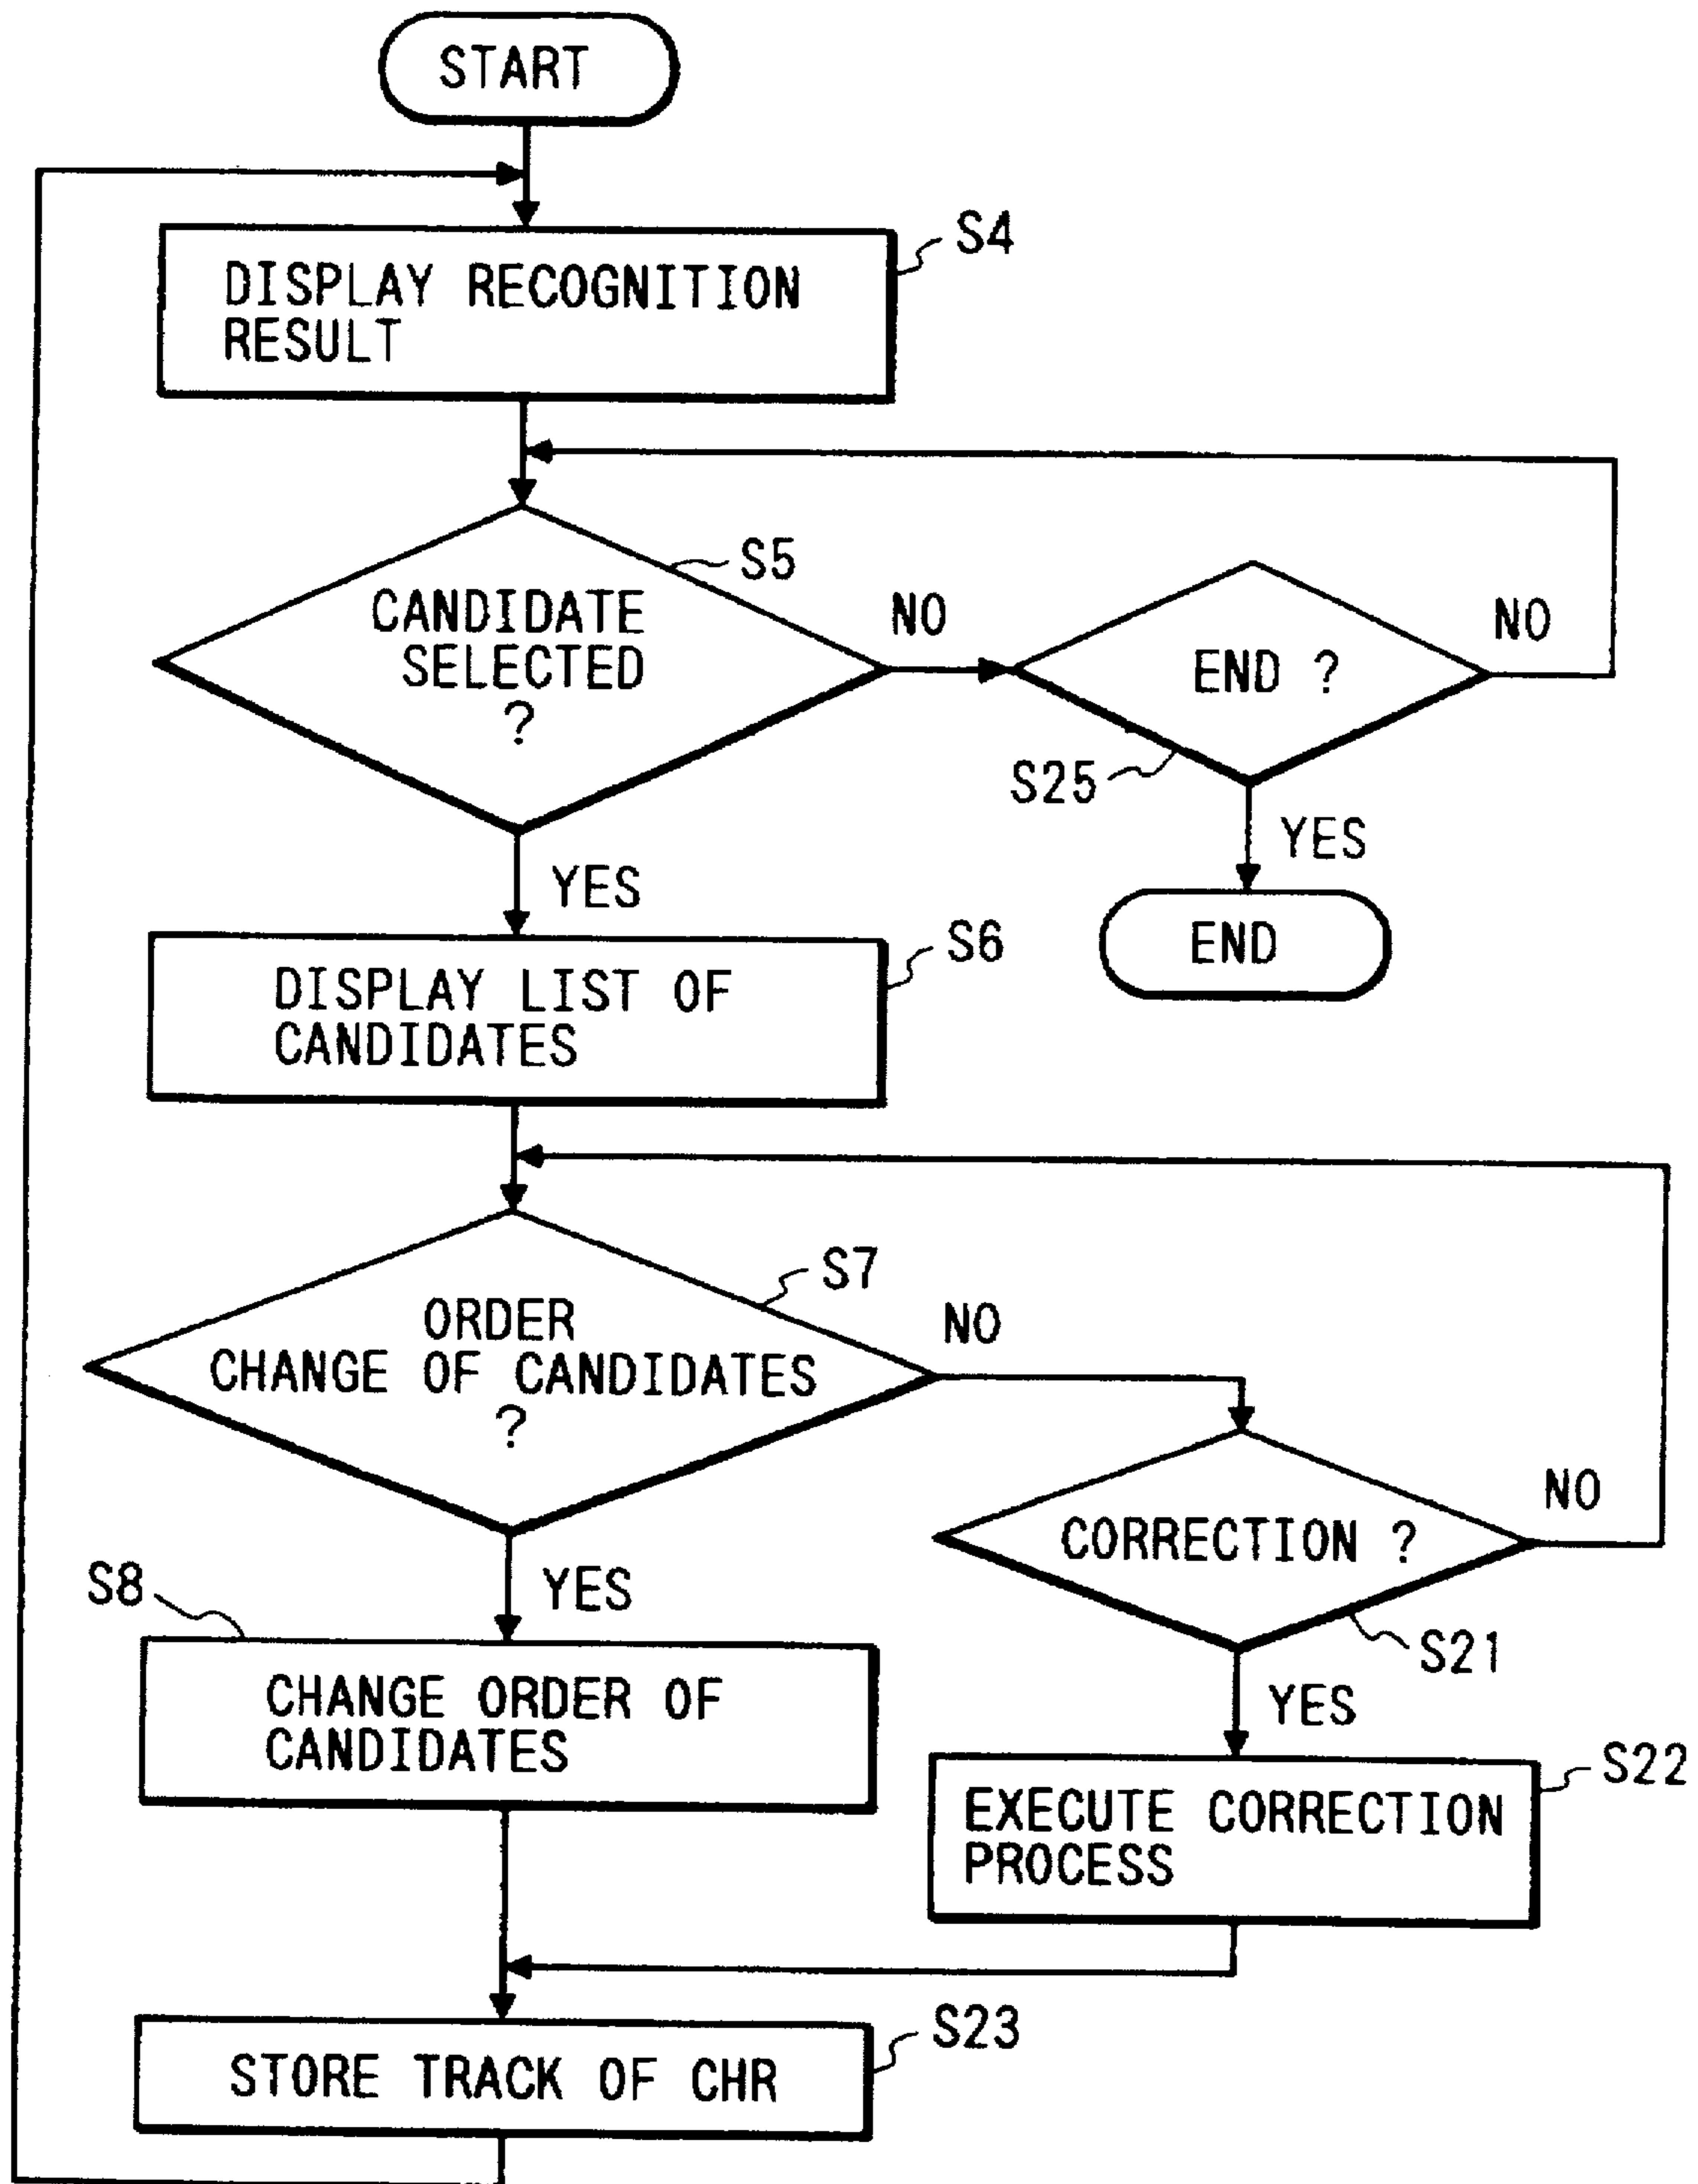 START
S4
DISPLAY RECOGNITION
RESULT
S5
CANDIDATE
SELECTED
?
NO
END ?
NO
S25
YES
YES
END
S6
DISPLAY LIST OF
CANDIDATES
S7
ORDER
CHANGE OF CANDIDATES
?
NO
CORRECTION ?
NO
S21
S8
YES
CHANGE ORDER OF
CANDIDATES
YES
S22
EXECUTE CORRECTION
PROCESS
S23
STORE TRACK OF CHR